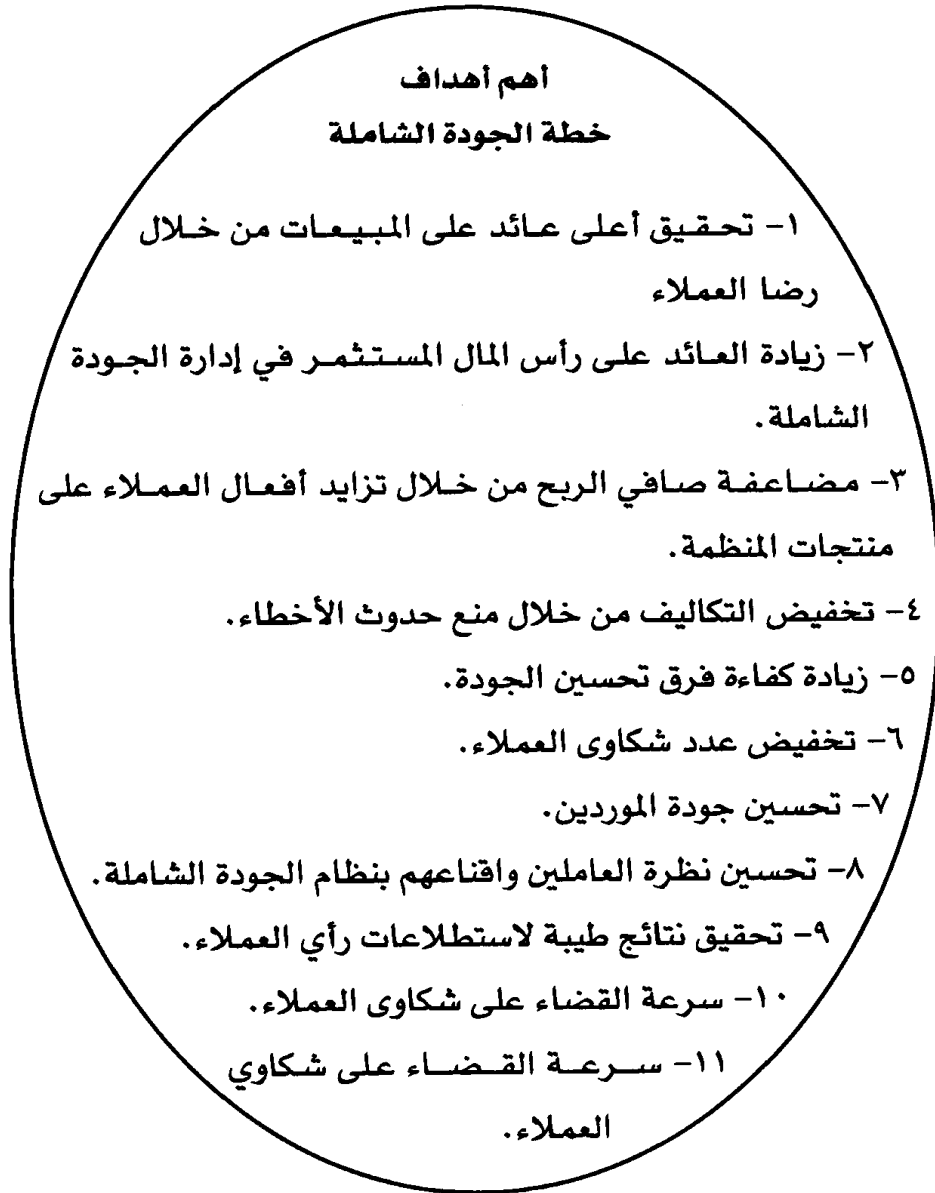 أهم أهداف
خطة الجودة الشاملة
١- تحقيق أعلى عائد على المبيعات من خلال
رضا العملاء
٢- زيادة العائد على رأس المال المستثمر في إدارة الجودة
الشاملة.
٣- مضاعفة صافي الربح من خلال تزايد أفعال العملاء على
منتجات المنظمة.
٤- تخفيض التكاليف من خلال منع حدوث الأخطاء.
٥- زيادة كفاءة فرق تحسين الجودة.
٦- تخفيض عدد شكاوى العملاء.
٧- تحسين جودة الموردين.
٨- تحسين نظرة العاملين واقناعهم بنظام الجودة الشاملة.
٩- تحقيق نتائج طيبة لاستطلاعات رأي العملاء.
١٠- سرعة القضاء على شكاوى العملاء.
١١- سرعة القضاء على شكاوي
العملاء.